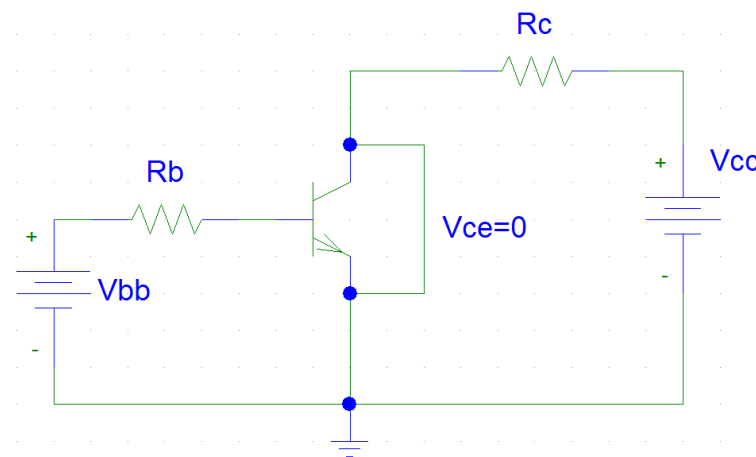 Rc
Rb
+
Vcc
Vce=0
+
Vbb
-
-